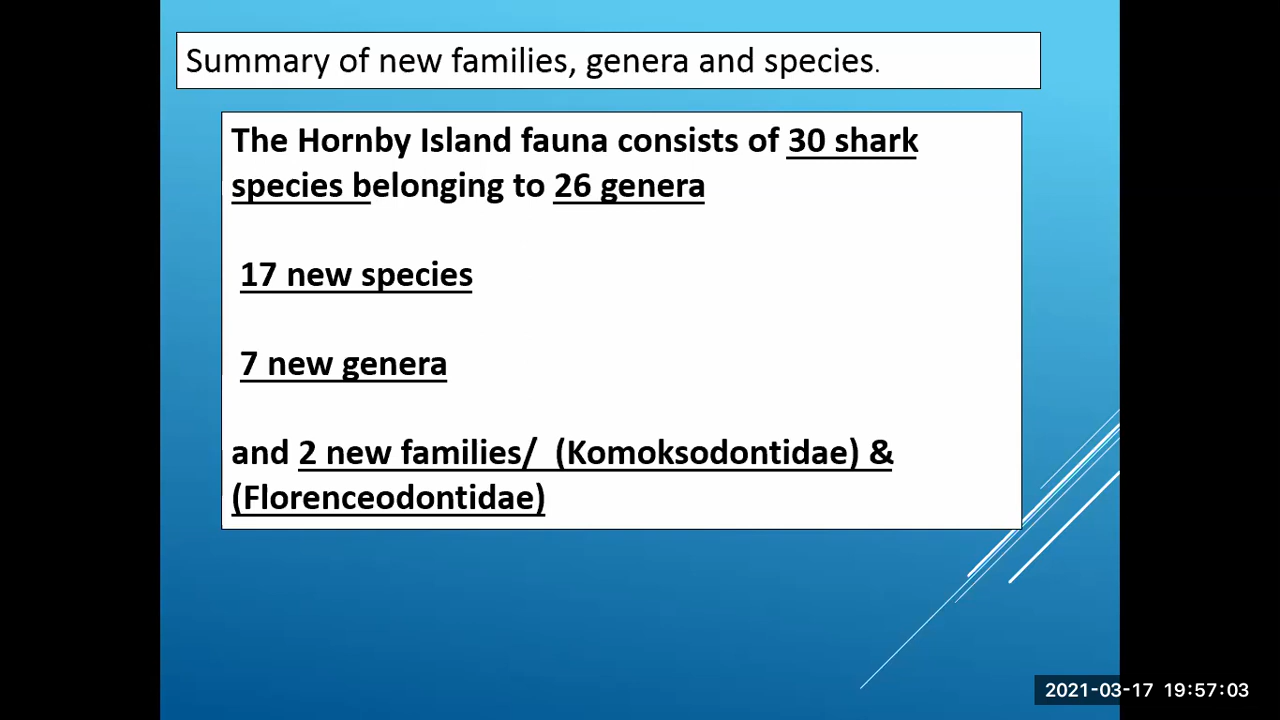 Summary of new families, genera and species.
The Hornby Island fauna consists of 30 shark
species belonging to 26 genera
17 new species
7 new genera
and 2 new families/ (Komoksodontidae) &
(Florenceodontidae)
2021-03-17 19:57:03